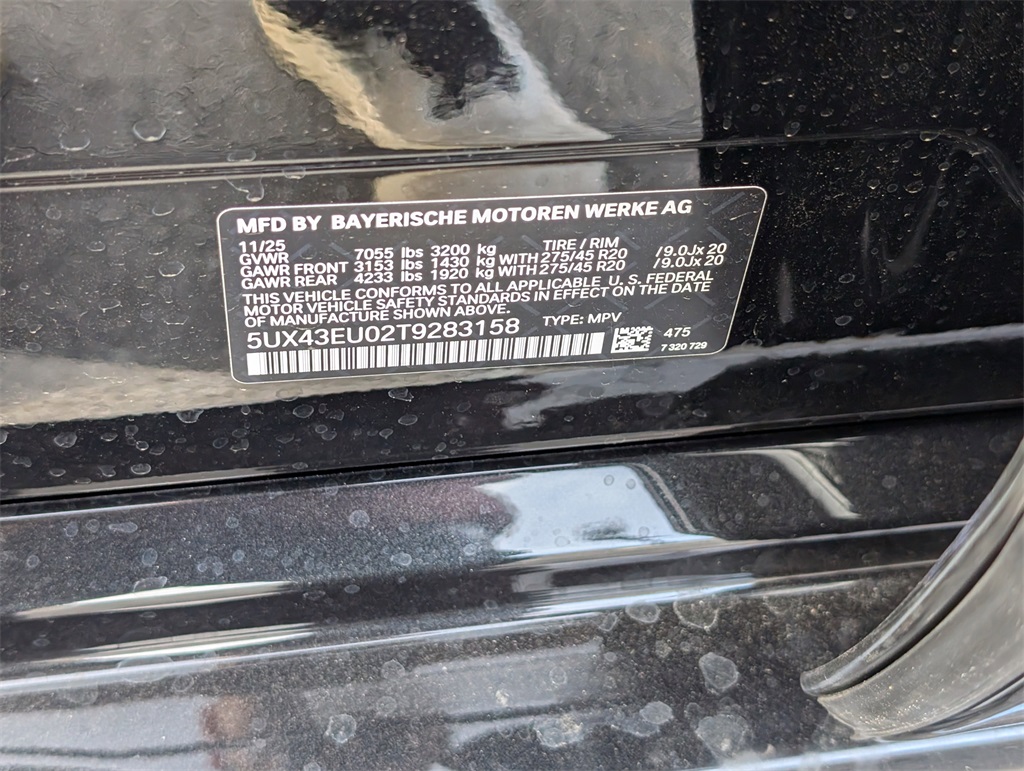 MFD BY BAYERISCHE MOTOREN WERKE AG
11/25
GVWR 7055 lbs 3200 kg TIRE / RIM
GAWR FRONT 3153 lbs 1430 kg WITH 275/45 R20 /9.0Jx 20
GAWR REAR 4233 lbs 1920 kg WITH 275/45 R20 /9.0Jx 20
THIS VEHICLE CONFORMS TO ALL APPLICABLE U.S. FEDERAL
MOTOR VEHICLE SAFETY STANDARDS IN EFFECT ON THE DATE
OF MANUFACTURE SHOWN ABOVE.
5UX43EU02T9283158 TYPE: MPV
475
7 320 729